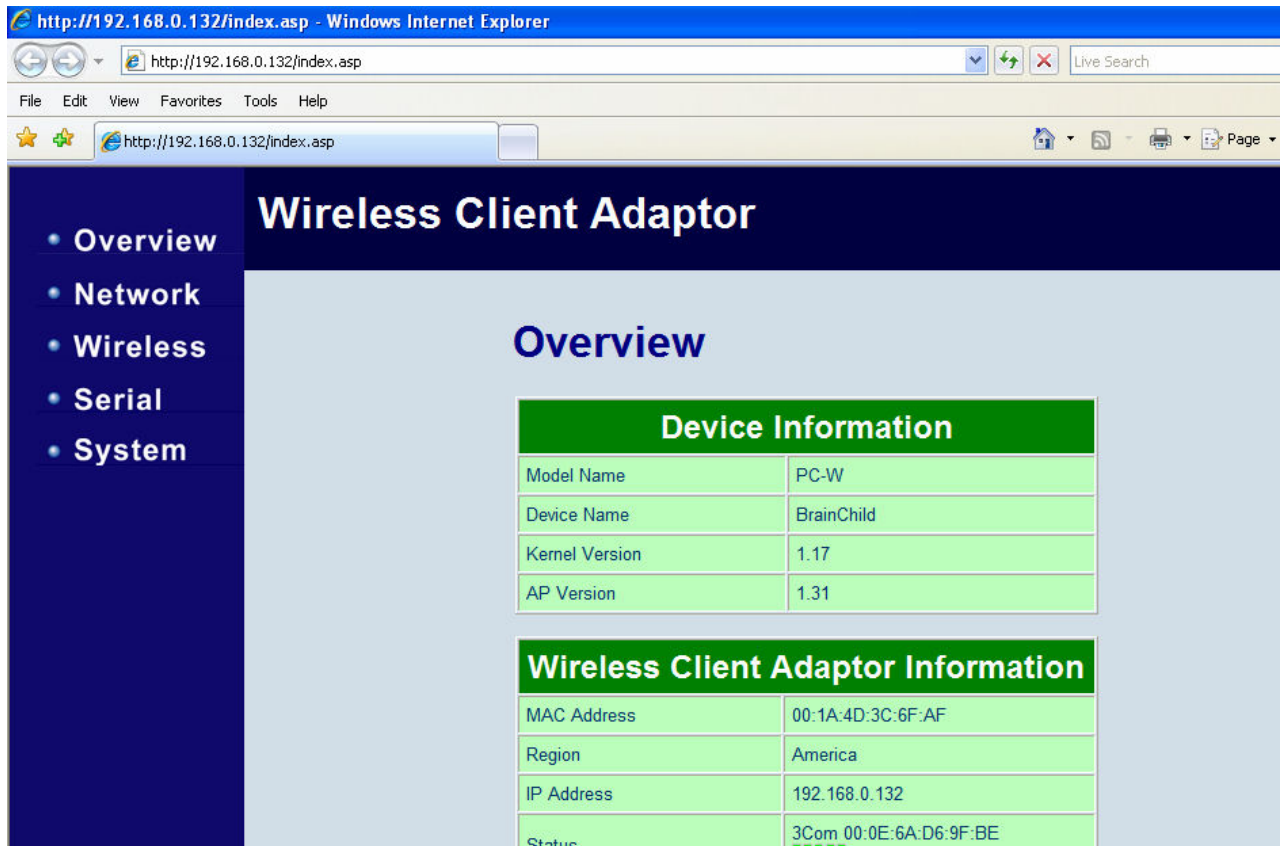 http://192.168.0.132/index.asp - Windows Internet Explorer
http://192.168.0.132/index.asp
Live Search
File Edit View Favorites Tools Help
http://192.168.0.132/index.asp
Page
Wireless Client Adaptor
Overview
Network
Wireless
Serial
System
Overview
Device Information
Model Name PC-W
Device Name BrainChild
Kernel Version 1.17
AP Version 1.31
Wireless Client Adaptor Information
MAC Address 00:1A:4D:3C:6F:AF
Region America
IP Address 192.168.0.132
Status 3Com 00:0E:6A:D6:9F:BE